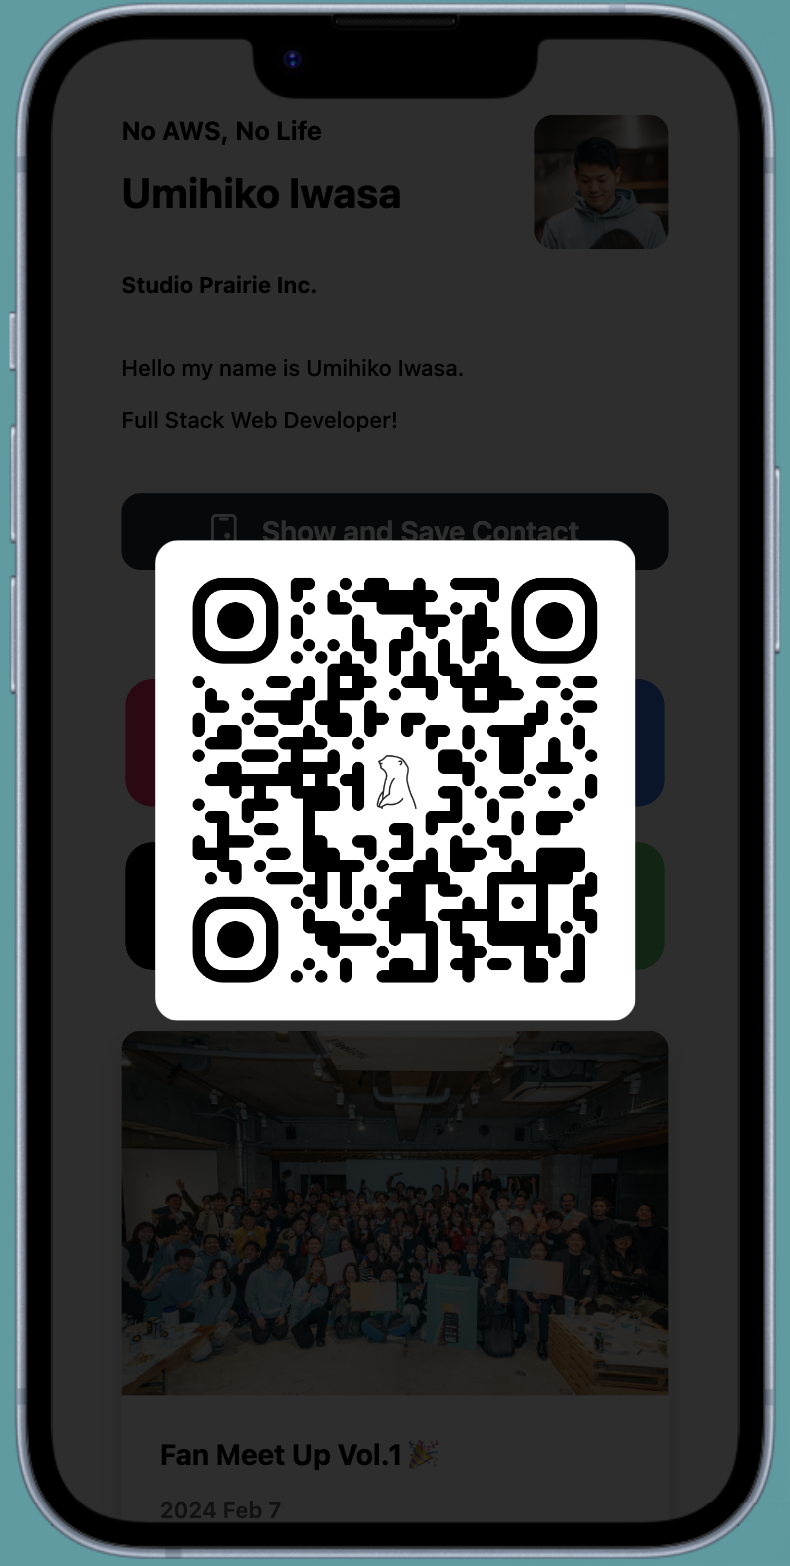 No AWS, No Life
Umihiko Iwasa
Studio Prairie Inc.
Hello my name is Umihiko Iwasa.
Full Stack Web Developer!
Show and Save Contact
Fan Meet Up Vol.1🎉
2024 Feb 7